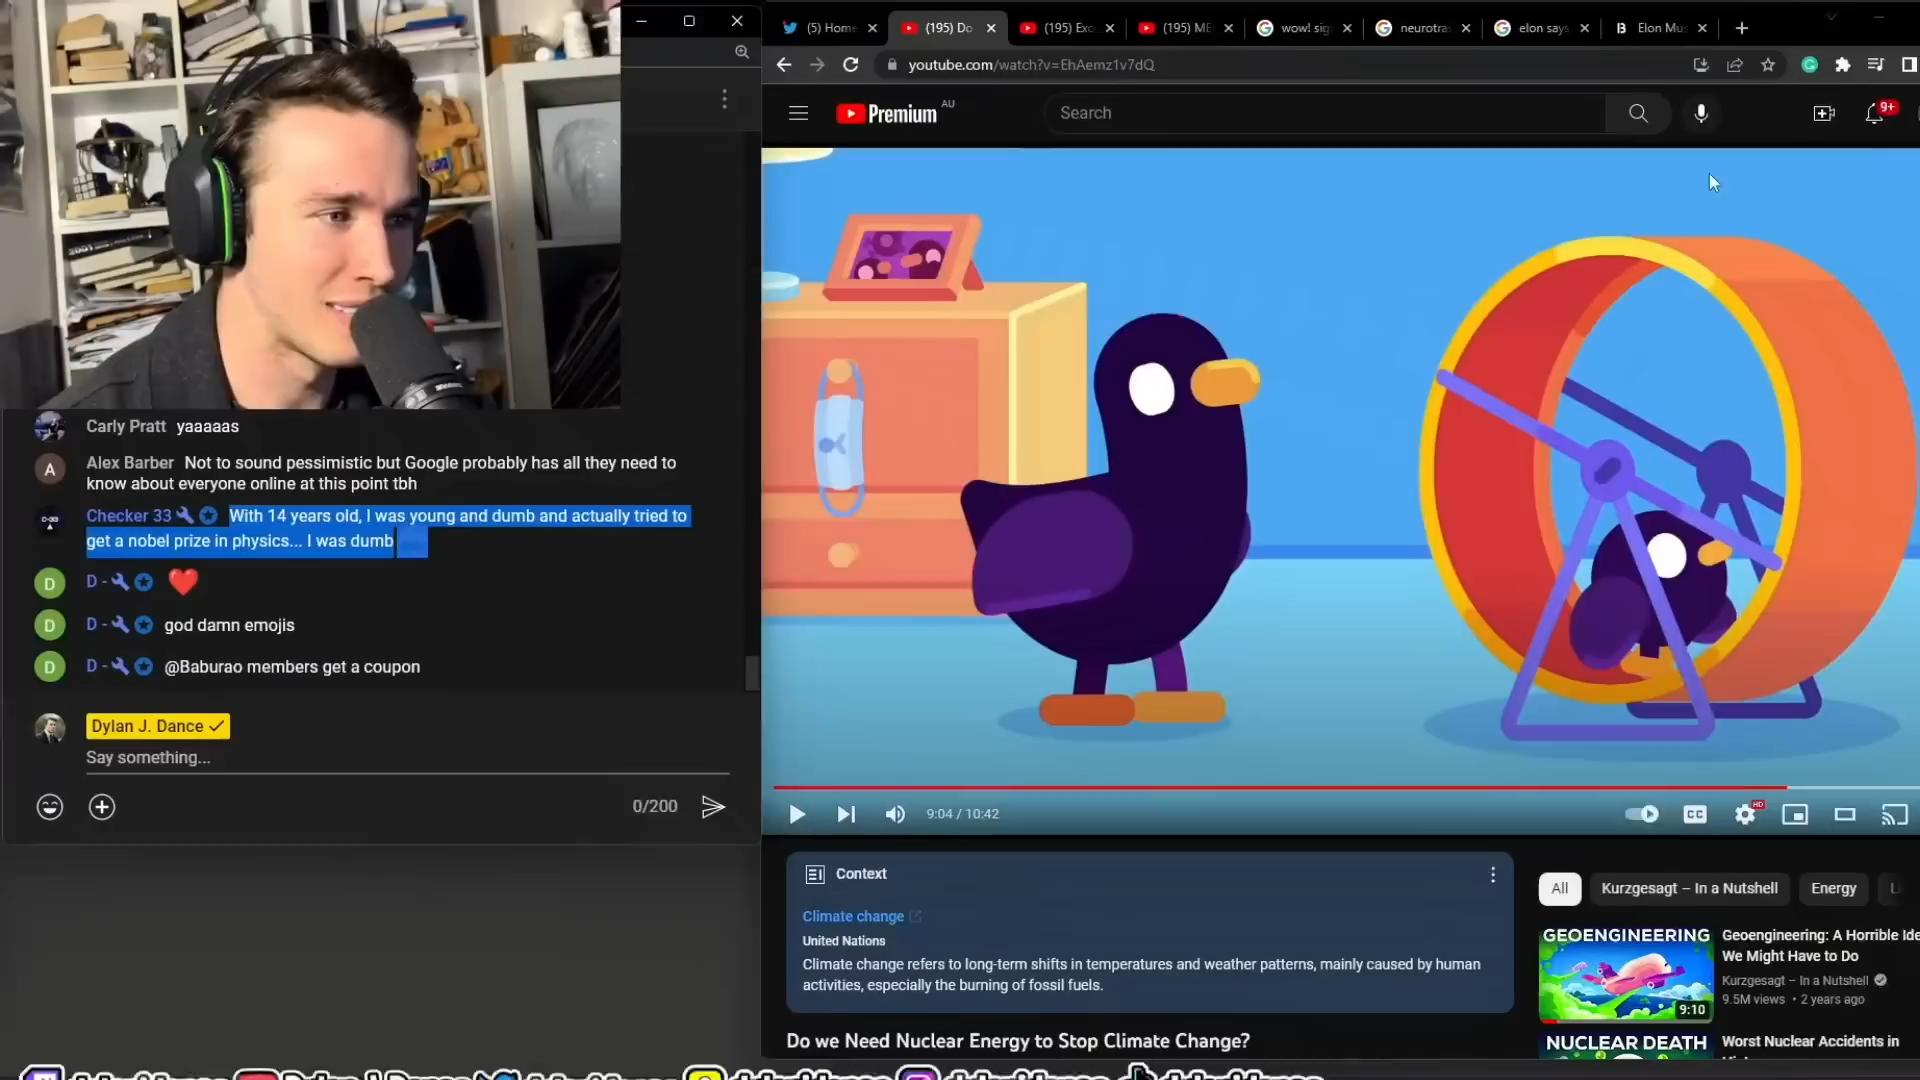 (5) Home
(195) Do
(195) Exo
(195) ME
wow! sig
neurotra
elon says
Elon Mus
youtube.com/watch?v=EhAemz1v7dQ
Premium AU
Search
9+
Carly Pratt yaaaaas
A Alex Barber Not to sound pessimistic but Google probably has all they need to
know about everyone online at this point tbh
Checker 33 With 14 years old, I was young and dumb and actually tried to
get a nobel prize in physics... I was dumb
D D - ❤️
D D - god damn emojis
D D - @Baburao members get a coupon
Dylan J. Dance ✓
Say something...
0/200
9:04 / 10:42
CC
HD
Context
Climate change
United Nations
Climate change refers to long-term shifts in temperatures and weather patterns, mainly caused by human
activities, especially the burning of fossil fuels.
Do we Need Nuclear Energy to Stop Climate Change?
All
Kurzgesagt – In a Nutshell
Energy
GEOENGINEERING
9:10
Geoengineering: A Horrible Ide
We Might Have to Do
Kurzgesagt – In a Nutshell
9.5M views • 2 years ago
NUCLEAR DEATH
Worst Nuclear Accidents in